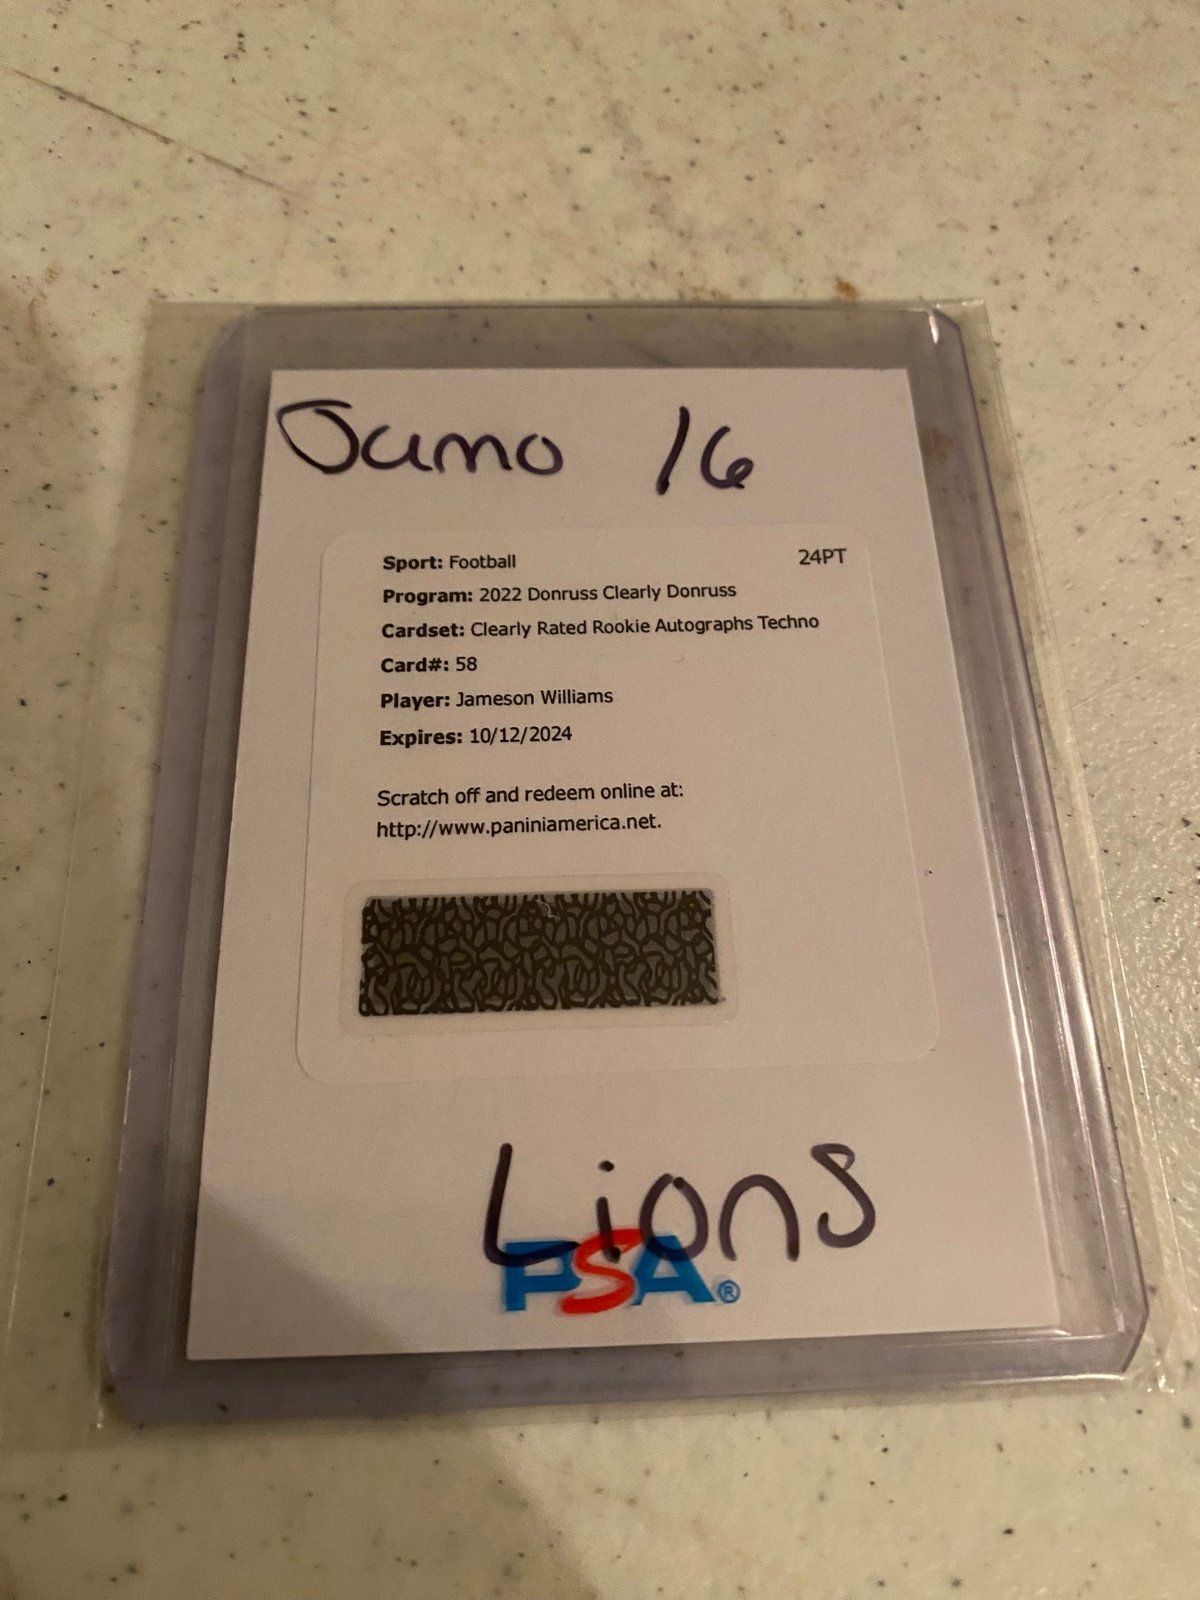 Jamo 16
Sport: Football 24PT
Program: 2022 Donruss Clearly Donruss
Cardset: Clearly Rated Rookie Autographs Techno
Card#: 58
Player: Jameson Williams
Expires: 10/12/2024
Scratch off and redeem online at:
http://www.paniniamerica.net.
Lions
PSA®